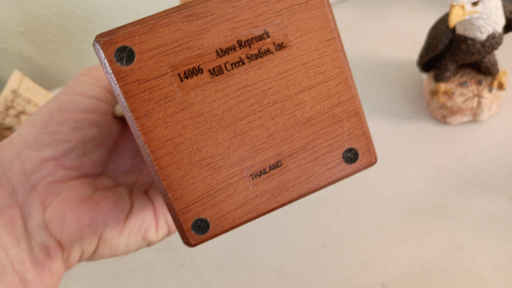 Above Reproach
14006 Mill Creek Studios, Inc.
THAILAND